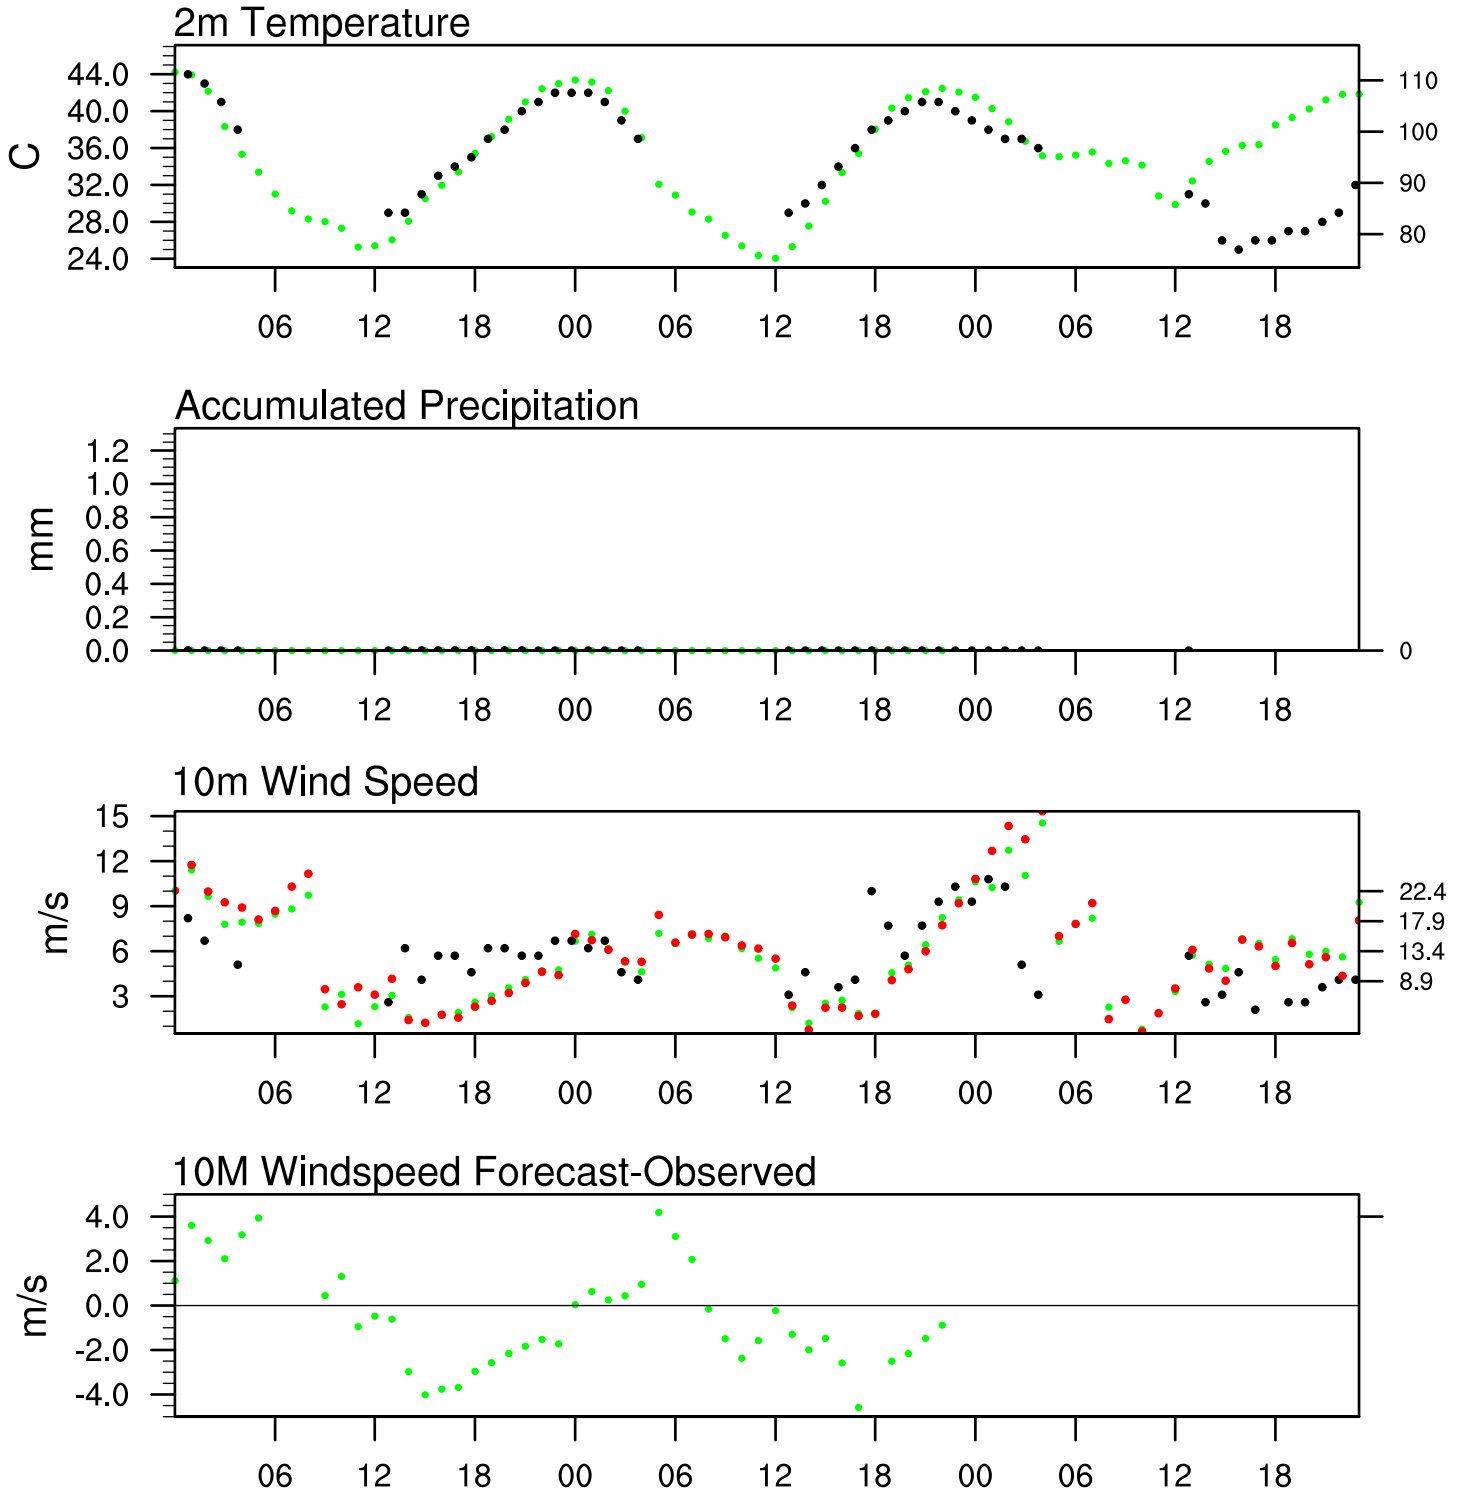 2m Temperature
44.0
40.0
36.0
32.0
28.0
24.0
C
110
100
90
80
06 12 18 00 06 12 18 00 06 12 18
Accumulated Precipitation
1.2
1.0
0.8
0.6
0.4
0.2
0.0
mm
0
06 12 18 00 06 12 18 00 06 12 18
10m Wind Speed
15
12
9
6
3
m/s
22.4
17.9
13.4
8.9
06 12 18 00 06 12 18 00 06 12 18
10M Windspeed Forecast-Observed
4.0
2.0
0.0
-2.0
-4.0
m/s
06 12 18 00 06 12 18 00 06 12 18